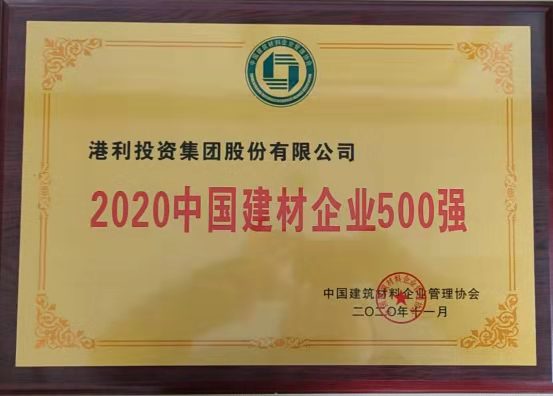 港利投资集团股份有限公司
2020中国建材企业500强
中国建筑材料企业管理协会
二〇二〇年十一月